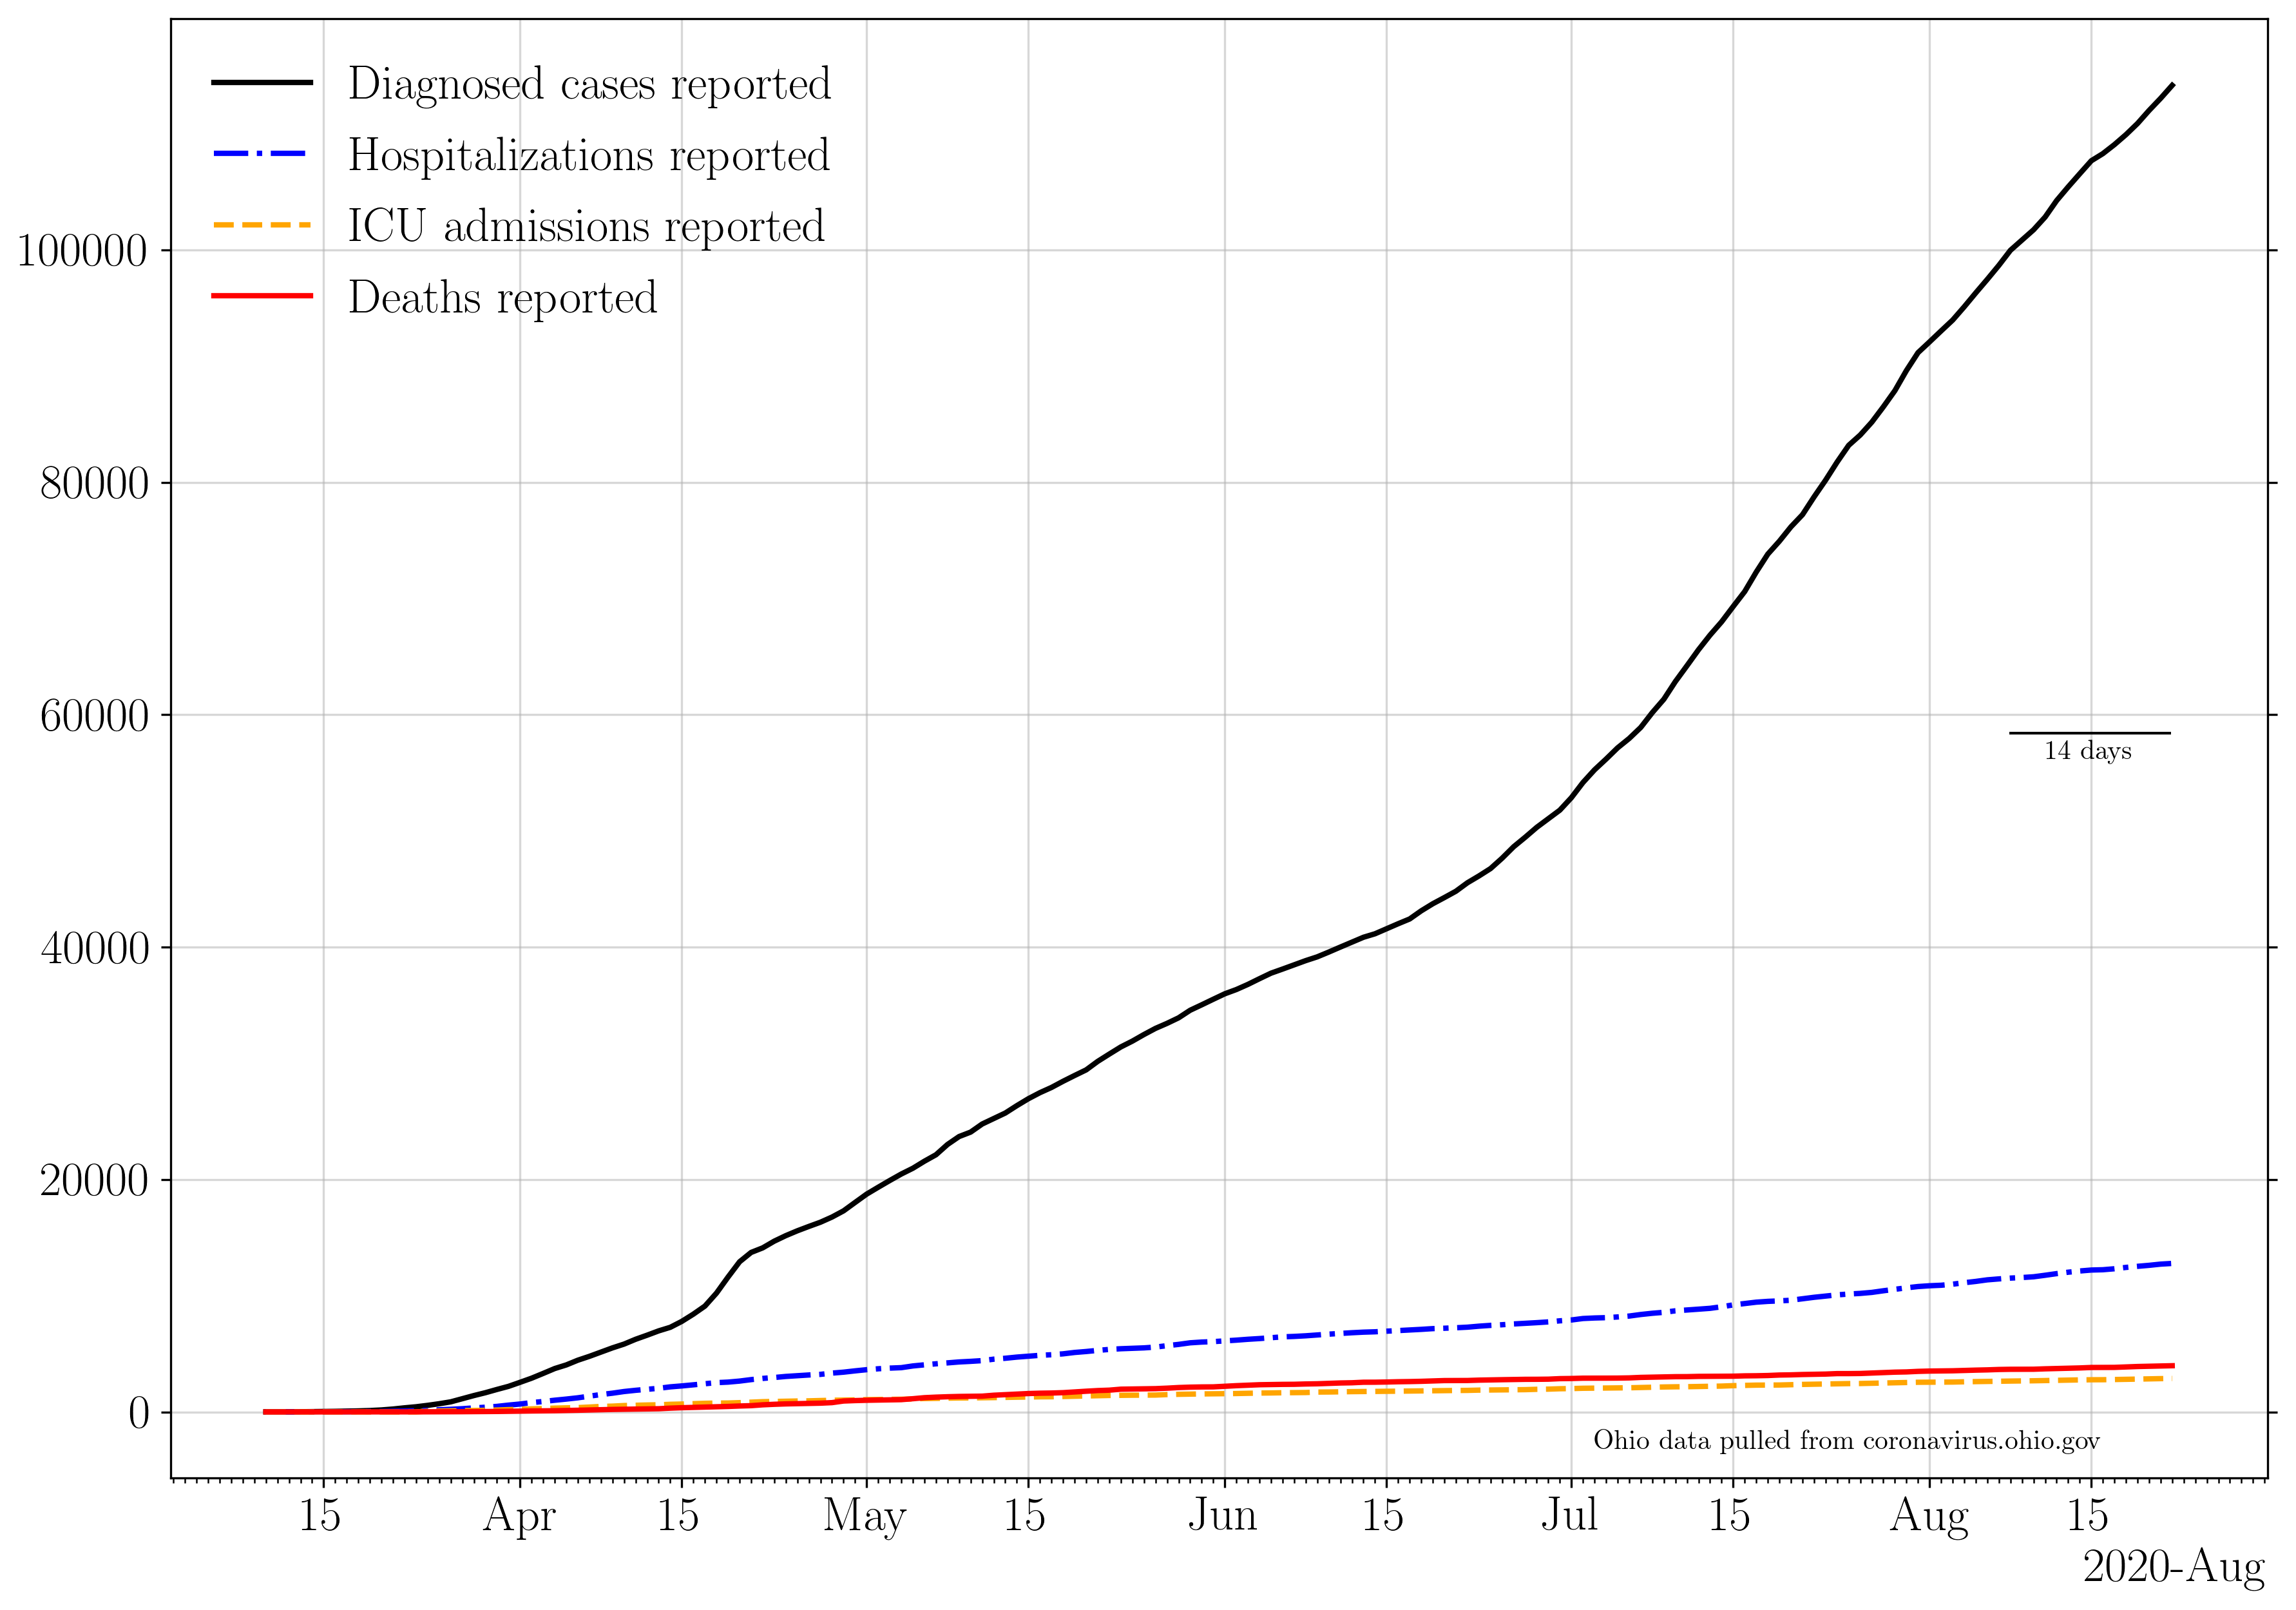 Diagnosed cases reported
Hospitalizations reported
ICU admissions reported
Deaths reported
100000
80000
60000
40000
20000
0
14 days
Ohio data pulled from coronavirus.ohio.gov
15 Apr 15 May 15 Jun 15 Jul 15 Aug 15
2020-Aug